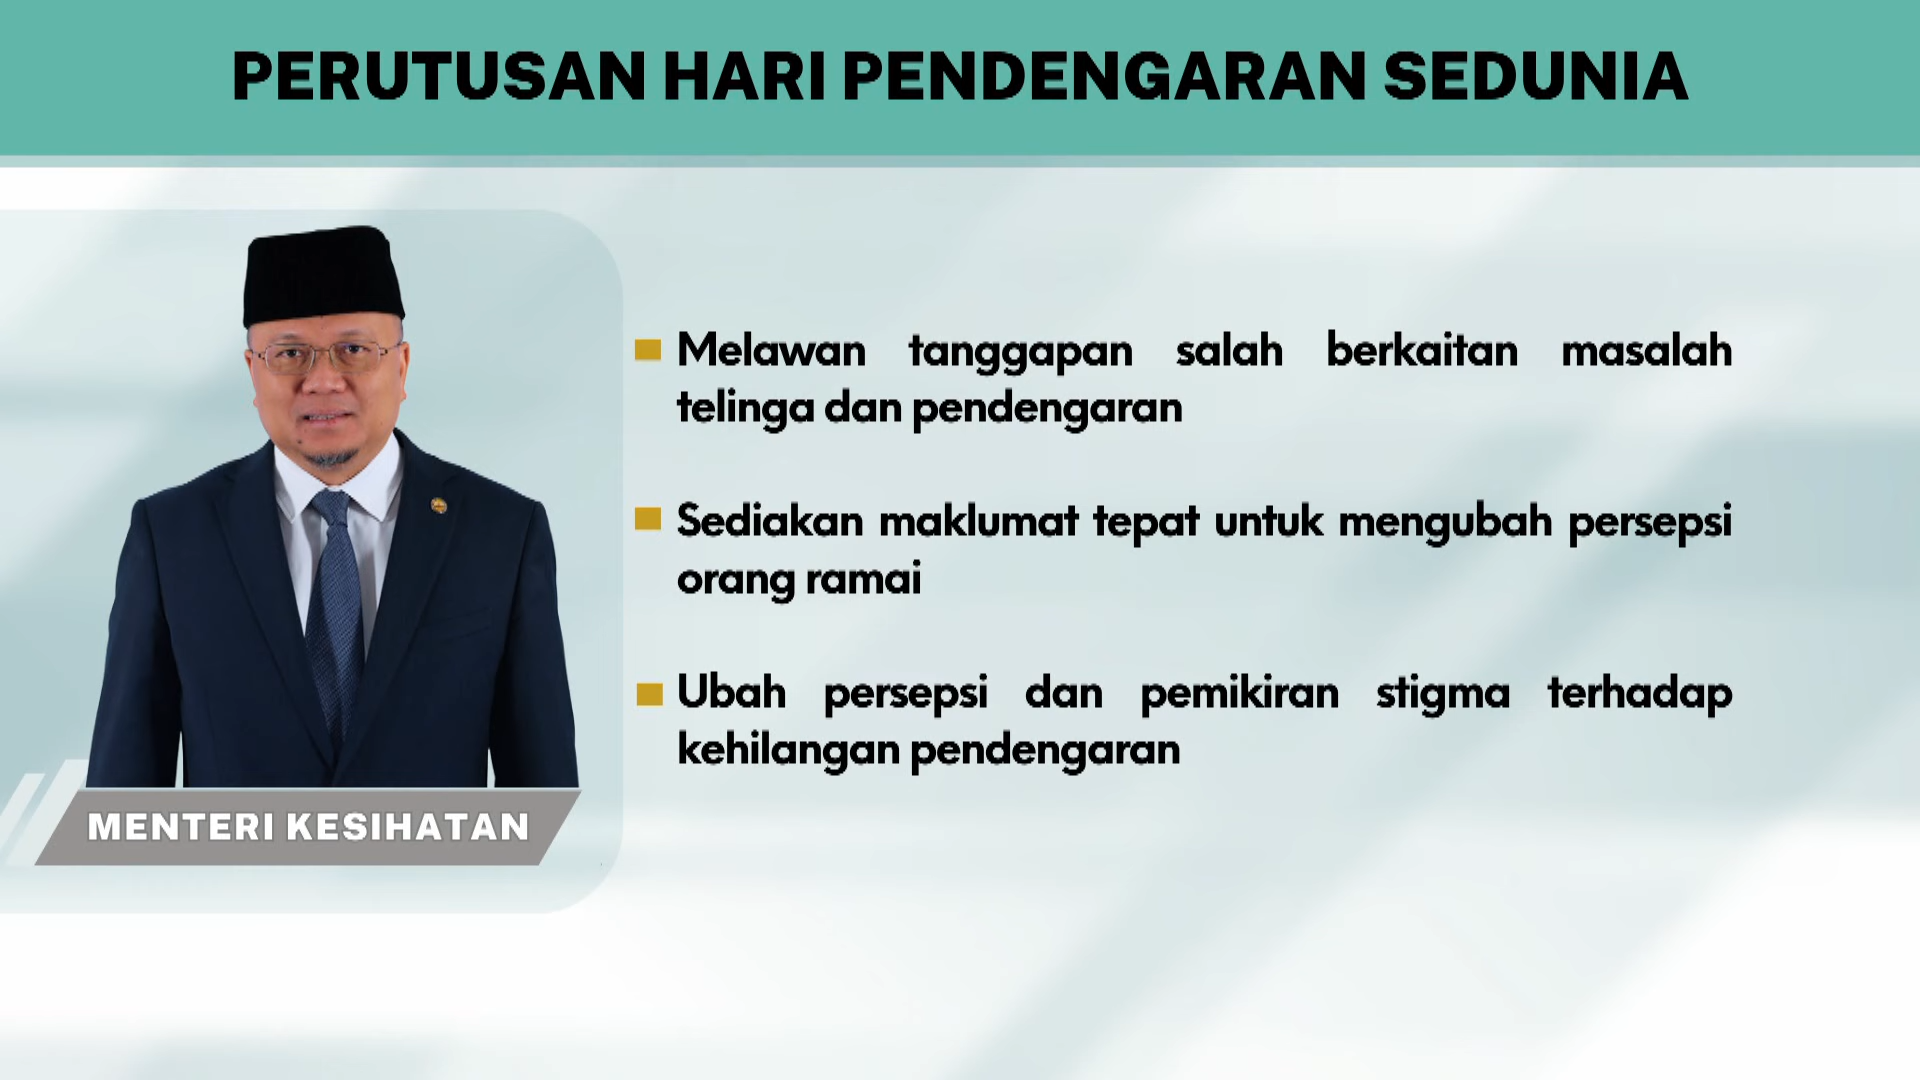 PERUTUSAN HARI PENDENGARAN SEDUNIA
Melawan tanggapan salah berkaitan masalah
telinga dan pendengaran
Sediakan maklumat tepat untuk mengubah persepsi
orang ramai
Ubah persepsi dan pemikiran stigma terhadap
kehilangan pendengaran
MENTERI KESIHATAN